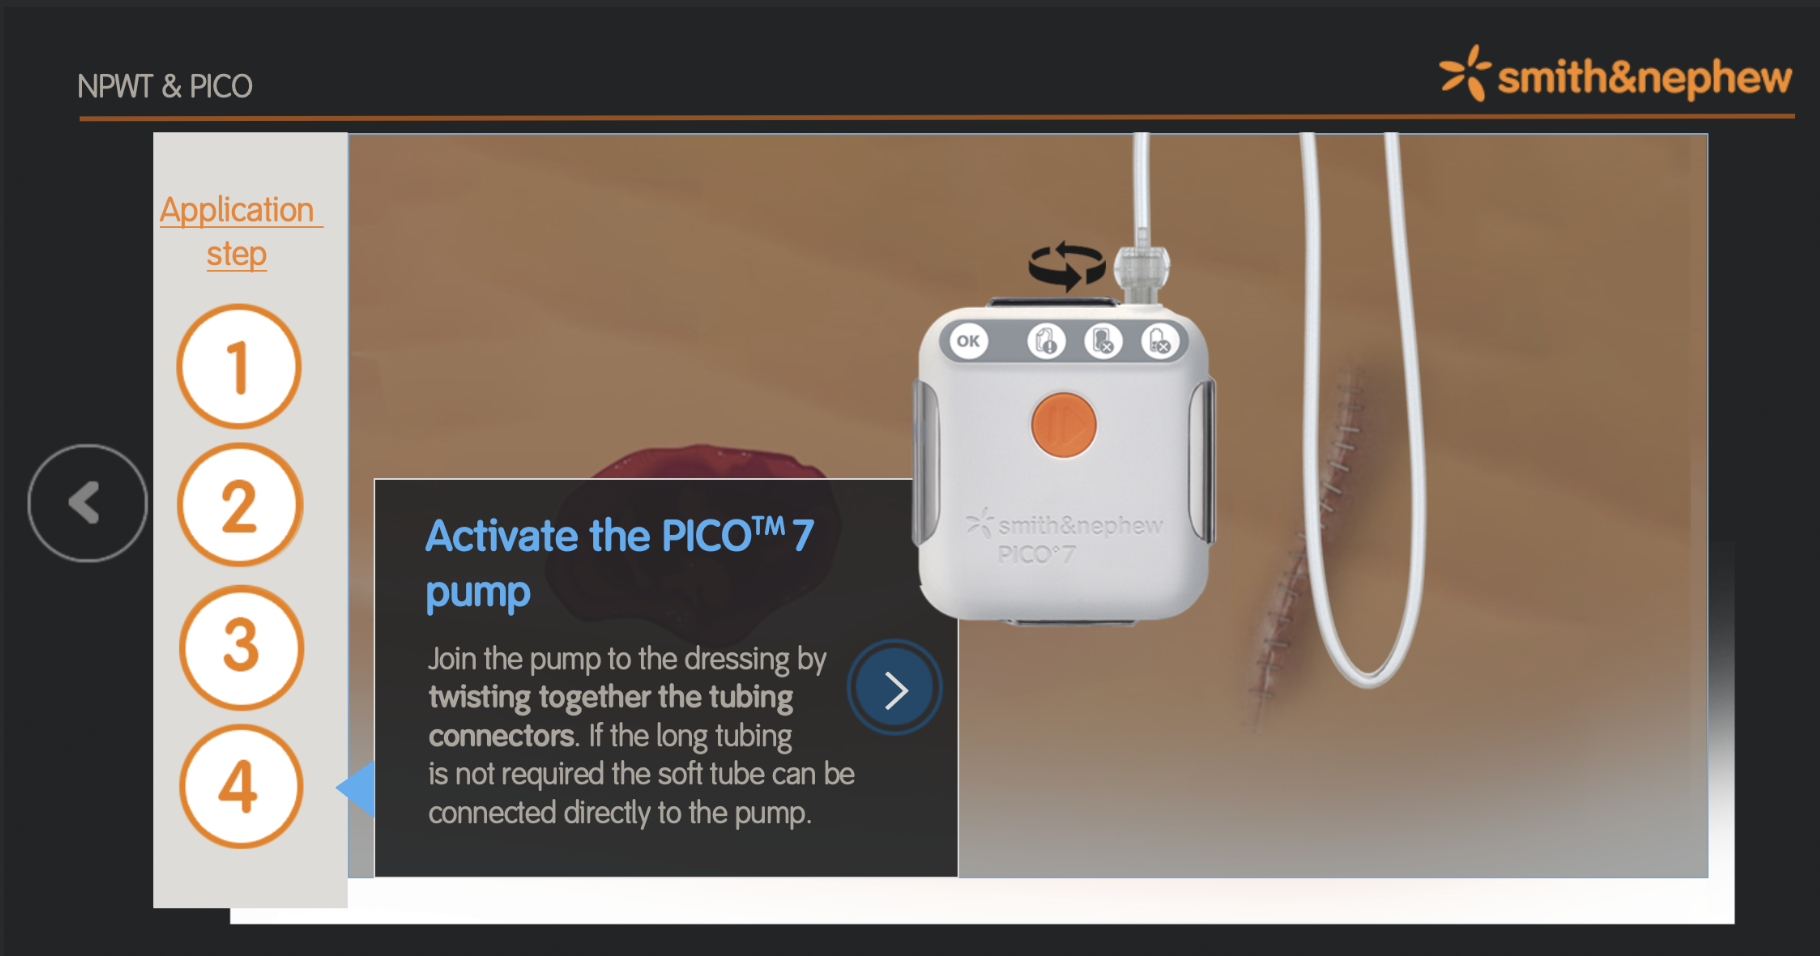 NPWT & PICO
smith&nephew
Application
step
1
2
3
4
OK
smith&nephew
PICO°7
Activate the PICO™ 7
pump
Join the pump to the dressing by
twisting together the tubing
connectors. If the long tubing
is not required the soft tube can be
connected directly to the pump.